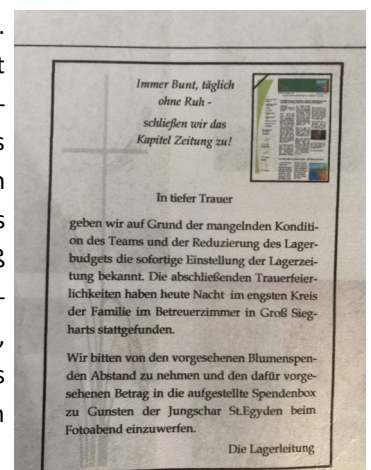 .
t
-
s
n
s
g
-
,
s
n
Immer Bunt, täglich
ohne Ruh -
schließen wir das
Kapitel Zeitung zu!
In tiefer Trauer
geben wir auf Grund der mangelnden Konditi-
on des Teams und der Reduzierung des Lager-
budgets die sofortige Einstellung der Lagerzei-
tung bekannt. Die abschließenden Trauerfeier-
lichkeiten haben heute Nacht im engsten Kreis
der Familie im Betreuerzimmer in Groß Sieg-
harts stattgefunden.
Wir bitten von den vorgesehenen Blumenspen-
den Abstand zu nehmen und den dafür vorge-
sehenen Betrag in die aufgestellte Spendenbox
zu Gunsten der Jungschar St.Egyden beim
Fotoabend einzuwerfen.
Die Lagerleitung